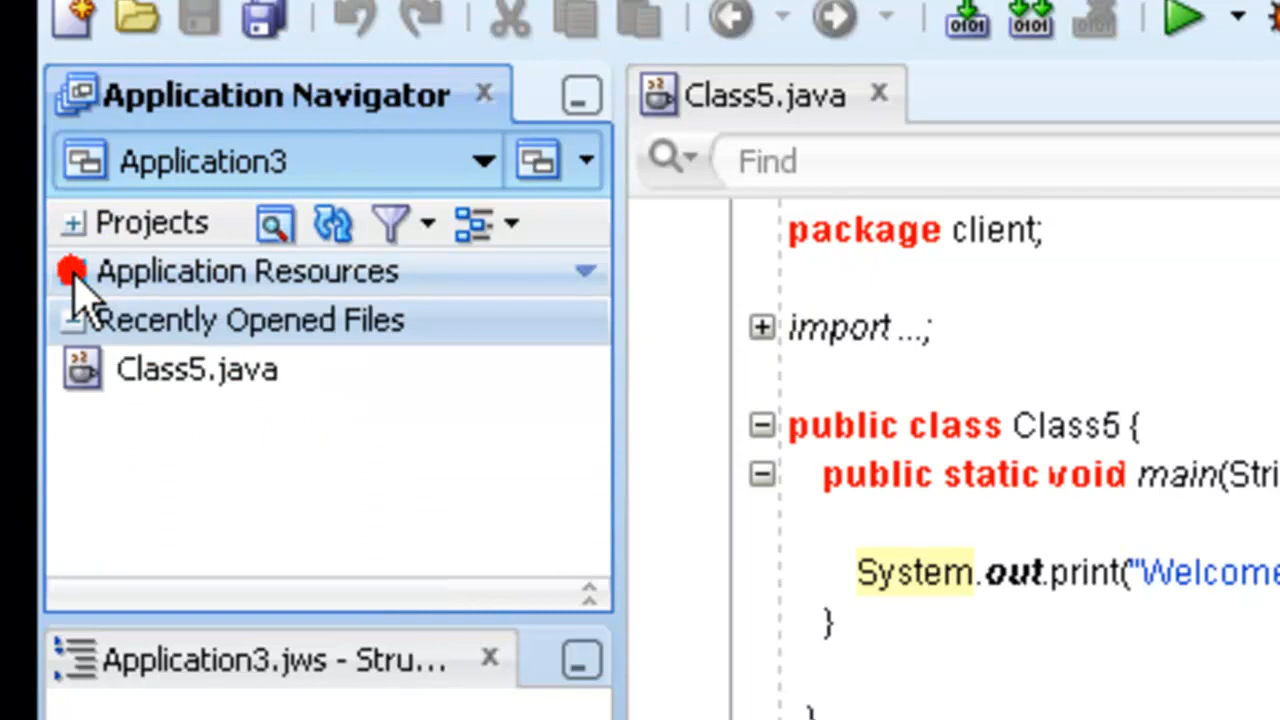 Application Navigator
Class5.java
Application3
Find
Projects
package client;
Application Resources
Recently Opened Files
import ...;
Class5.java
public class Class5 {
public static void main(Stri
System.out.print("Welcome
}
Application3.jws - Stru...
}